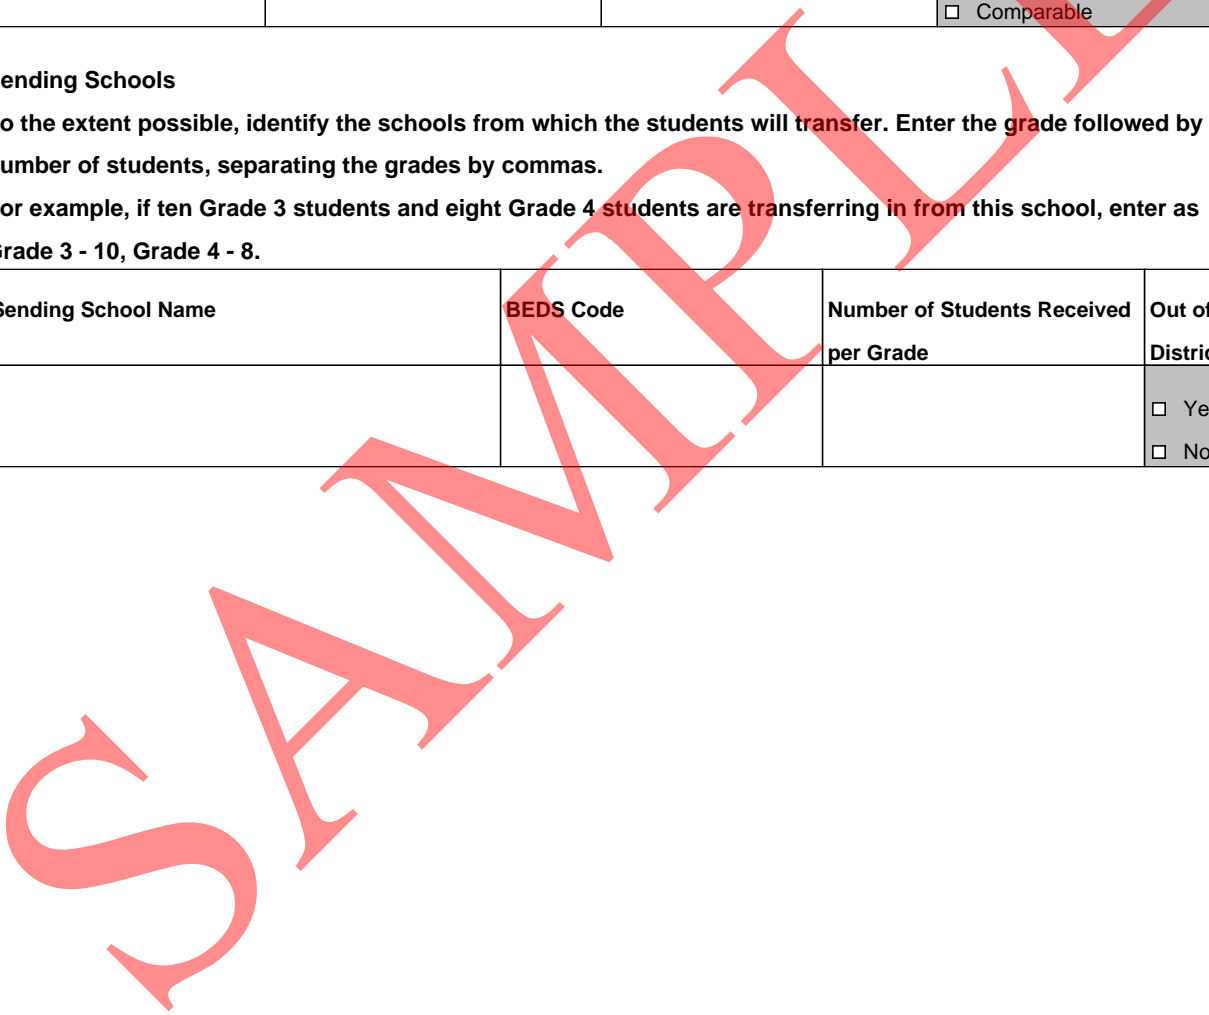 Comparable
ending Schools
o the extent possible, identify the schools from which the students will transfer. Enter the grade followed by
umber of students, separating the grades by commas.
or example, if ten Grade 3 students and eight Grade 4 students are transferring in from this school, enter as
Grade 3 - 10, Grade 4 - 8.
Sending School Name BEDS Code Number of Students Received per Grade Out of Distric
Ye
No
SAMPLE